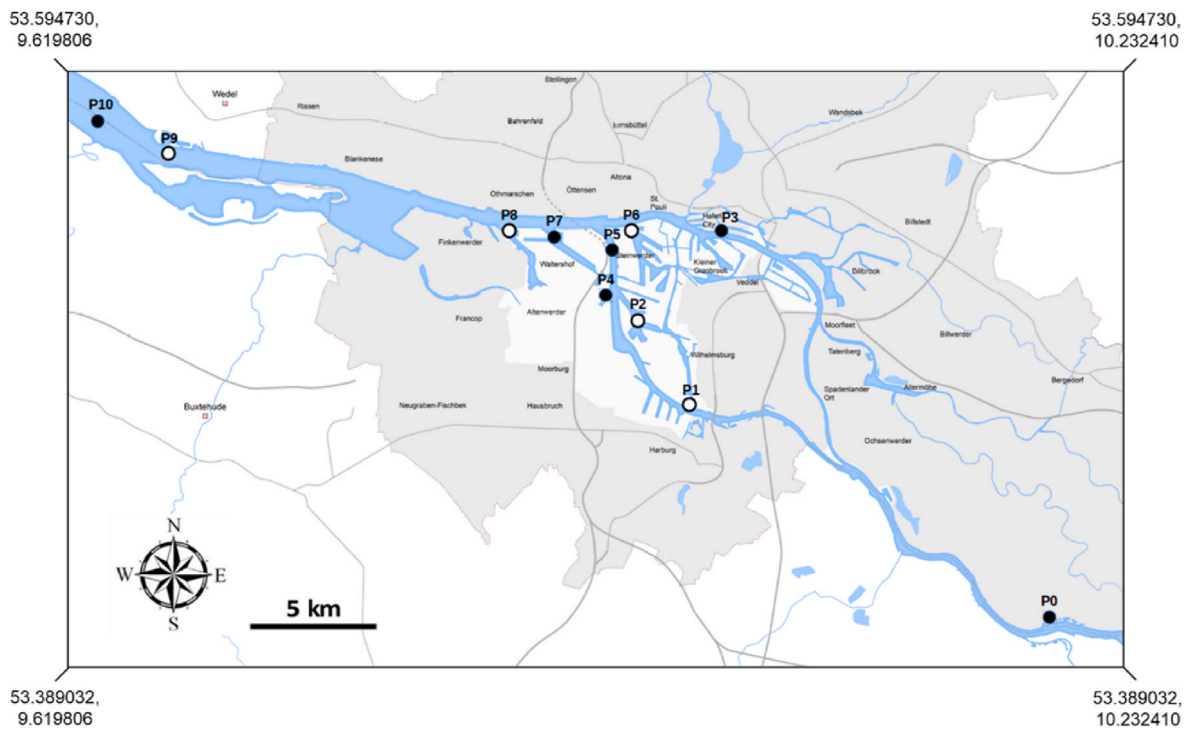 53.594730,
9.619806
53.594730,
10.232410
Stellingen
Wedel
P10
Rissen
Bahrenfeld
Eimsbüttel
Wandsbek
P9
Blankenese
Altona
Othmarschen
Ottensen
St.
Pauli
P8
P7
P6
Hafen
City
P3
Billstedt
Finkenwerder
P5
Steinwerder
Waltershof
Kleiner
Grasbrook
Billbrook
P4
Veddel
P2
Altenwerder
Francop
Moorfleet
Billwerder
Wilhelmsburg
Tatenberg
Moorburg
Bergedorf
Allermöhe
P1
Spadenlander
Ort
Buxtehude
Neugraben-Fischbek
Hausbruch
Ochsenwerder
Harburg
N
W
E
S
5 km
P0
53.389032,
9.619806
53.389032,
10.232410